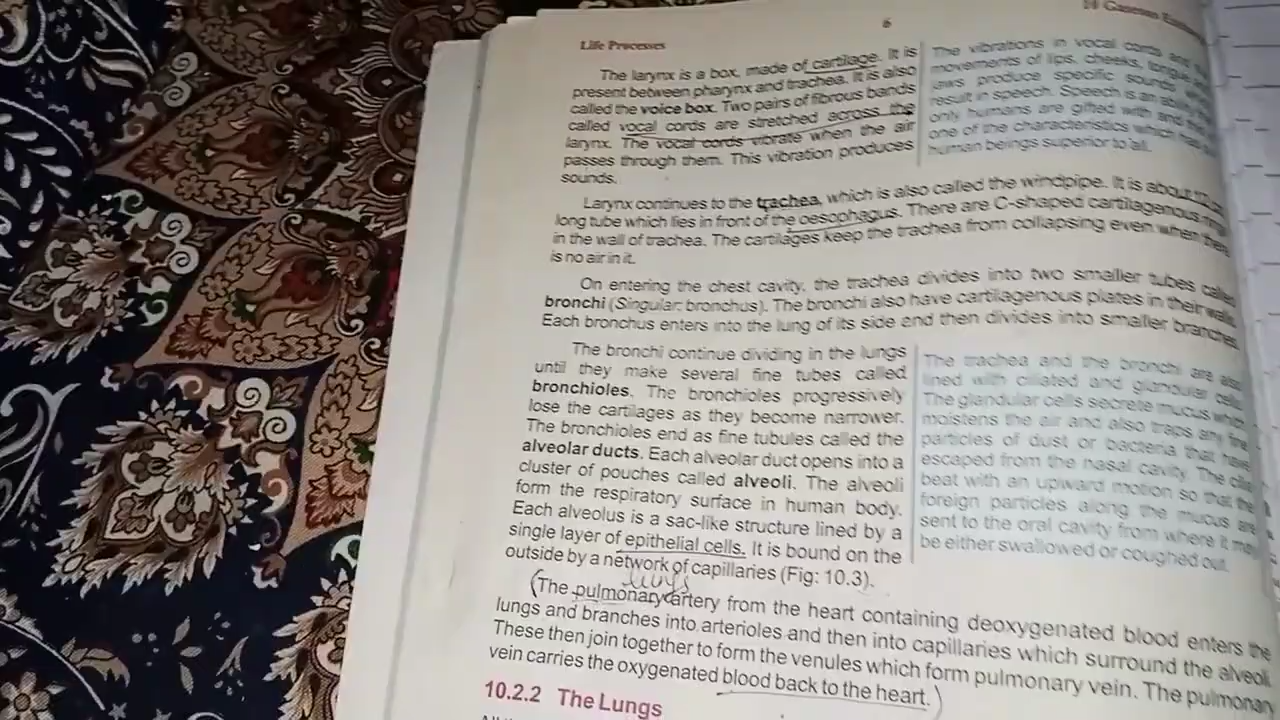 6
Life Processes
The larynx is a box, made of cartilage. It is
present between pharynx and trachea. It is also
called the voice box. Two pairs of fibrous bands
called vocal cords are stretched across the
larynx. The vocal cords vibrate when the air
passes through them. This vibration produces
sounds.
The vibrations in vocal cords and
movements of lips, cheeks,
jaws produce specific sounds
result in speech. Speech is an
only humans are gifted with and
one of the characteristics which
human beings superior to all.
Larynx continues to the trachea, which is also called the windpipe. It is about
long tube which lies in front of the oesophagus. There are C-shaped cartilagenous
in the wall of trachea. The cartilages keep the trachea from collapsing even when there
is no air in it.
On entering the chest cavity, the trachea divides into two smaller tubes called
bronchi (Singular: bronchus). The bronchi also have cartilagenous plates in their walls.
Each bronchus enters into the lung of its side and then divides into smaller branches.
The bronchi continue dividing in the lungs
until they make several fine tubes called
bronchioles. The bronchioles progressively
lose the cartilages as they become narrower.
The bronchioles end as fine tubules called the
alveolar ducts. Each alveolar duct opens into a
cluster of pouches called alveoli. The alveoli
form the respiratory surface in human body.
Each alveolus is a sac-like structure lined by a
single layer of epithelial cells. It is bound on the
outside by a network of capillaries (Fig: 10.3).
The trachea and the bronchi are also
lined with ciliated and glandular cells.
The glandular cells secrete mucus which
moistens the air and also traps any fine
particles of dust or bacteria that have
escaped from the nasal cavity. The cilia
beat with an upward motion so that the
foreign particles along the mucus are
sent to the oral cavity from where it may
be either swallowed or coughed out.
lungs
(The pulmonary artery from the heart containing deoxygenated blood enters the
lungs and branches into arterioles and then into capillaries which surround the alveoli.
These then join together to form the venules which form pulmonary vein. The pulmonary
vein carries the oxygenated blood back to the heart.)
10.2.2 The Lungs